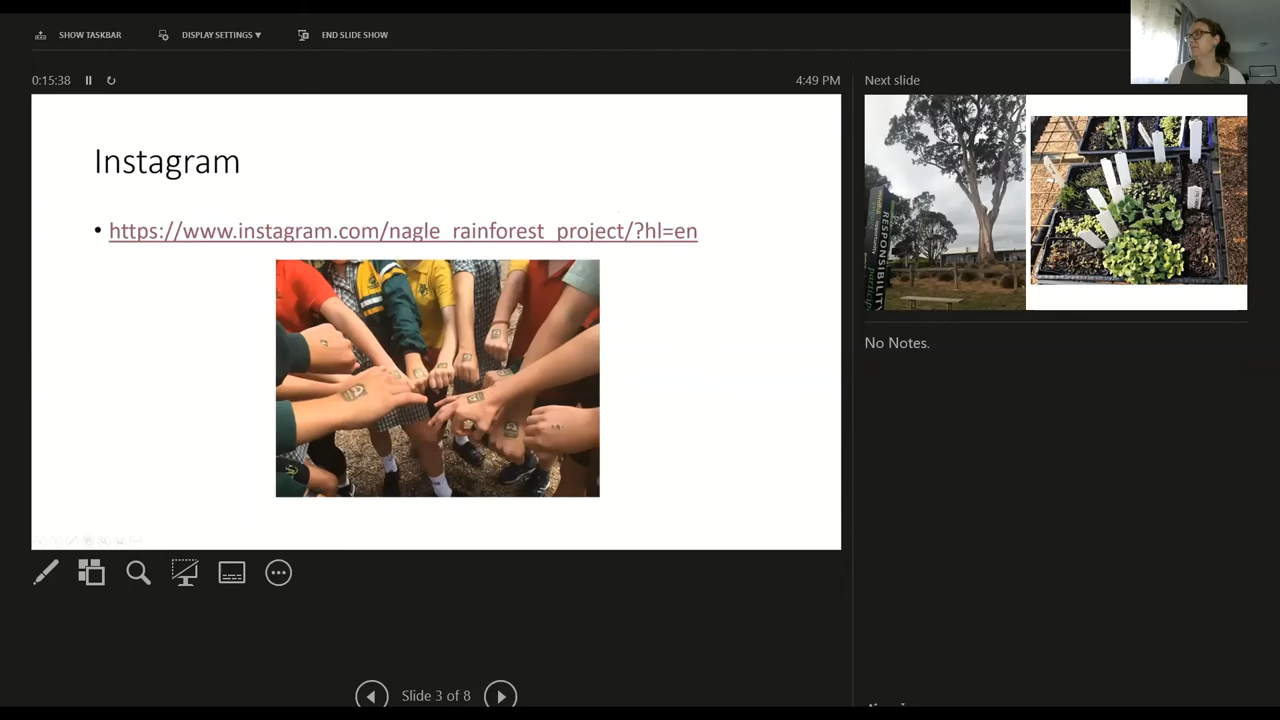 SHOW TASKBAR
DISPLAY SETTINGS ▼
END SLIDE SHOW
0:15:38
4:49 PM
Next slide
Instagram
• https://www.instagram.com/nagle_rainforest_project/?hl=en
RESPONSIBILITY
No Notes.
Slide 3 of 8